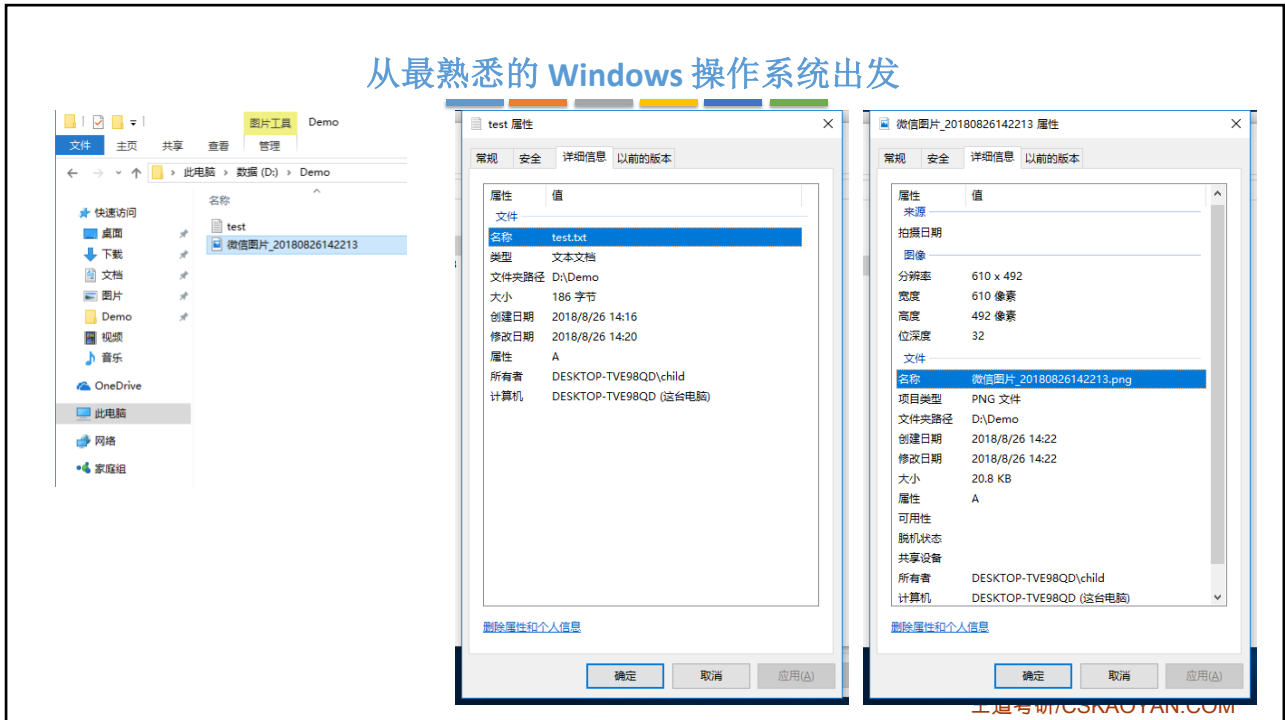 从最熟悉的 Windows 操作系统出发
图片工具 Demo
文件 主页 共享 查看 管理
此电脑 › 数据 (D:) › Demo
名称
快速访问
桌面
下载
文档
图片
Demo
视频
音乐
OneDrive
此电脑
网络
家庭组
test
微信图片_20180826142213
test 属性
常规 安全 详细信息 以前的版本
属性 值
文件
名称 test.txt
类型 文本文档
文件夹路径 D:\Demo
大小 186 字节
创建日期 2018/8/26 14:16
修改日期 2018/8/26 14:20
属性 A
所有者 DESKTOP-TVE98QD\child
计算机 DESKTOP-TVE98QD (这台电脑)
删除属性和个人信息
确定 取消 应用(A)
微信图片_20180826142213 属性
常规 安全 详细信息 以前的版本
属性 值
来源
拍摄日期
图像
分辨率 610 x 492
宽度 610 像素
高度 492 像素
位深度 32
文件
名称 微信图片_20180826142213.png
项目类型 PNG 文件
文件夹路径 D:\Demo
创建日期 2018/8/26 14:22
修改日期 2018/8/26 14:22
大小 20.8 KB
属性 A
可用性
脱机状态
共享设备
所有者 DESKTOP-TVE98QD\child
计算机 DESKTOP-TVE98QD (这台电脑)
删除属性和个人信息
确定 取消 应用(A)
王道考研/CSKAOYAN.COM